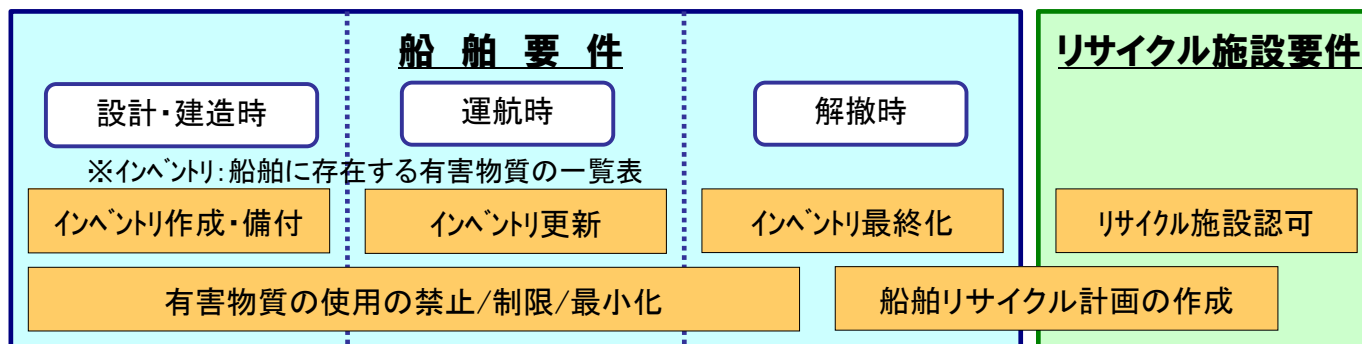 船舶要件
リサイクル施設要件
設計・建造時
運航時
解撤時
※ｲﾝﾍﾞﾝﾄﾘ：船舶に存在する有害物質の一覧表
ｲﾝﾍﾞﾝﾄﾘ作成・備付
ｲﾝﾍﾞﾝﾄﾘ更新
ｲﾝﾍﾞﾝﾄﾘ最終化
ﾘｻｲｸﾙ施設認可
有害物質の使用の禁止/制限/最小化
船舶リサイクル計画の作成